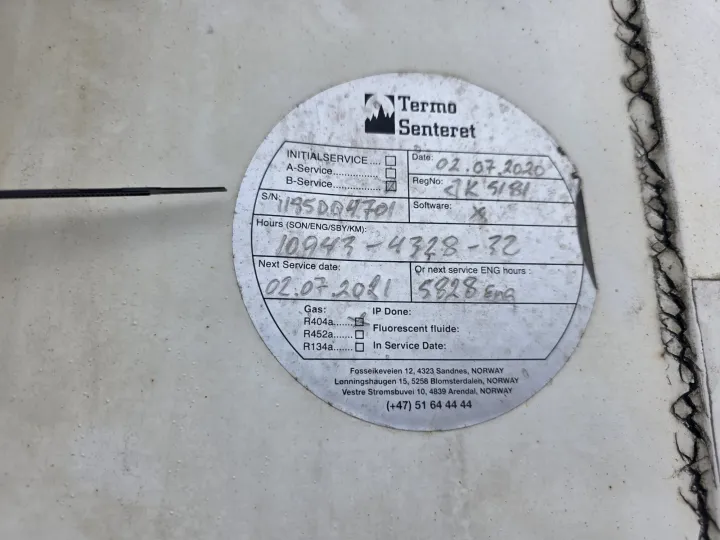 Termo
Senteret
INITIALSERVICE....
A-Service..............
B-Service..............
Date: 02.07.2020
RegNo: 5181
S/N:
Software: X
Hours (SON/ENG/SBY/KM):
10943-4328-32
Next Service date:
02.07.2021
Or next service ENG hours :
5828 Eng
Gas:
R404a......
R452a......
R134a......
IP Done:
Fluorescent fluide:
In Service Date:
Fosseikeveien 12, 4323 Sandnes, NORWAY
Lønningshaugen 15, 5258 Blomsterdalen, NORWAY
Vestre Strømsbuvei 10, 4839 Arendal, NORWAY
(+47) 51 64 44 44